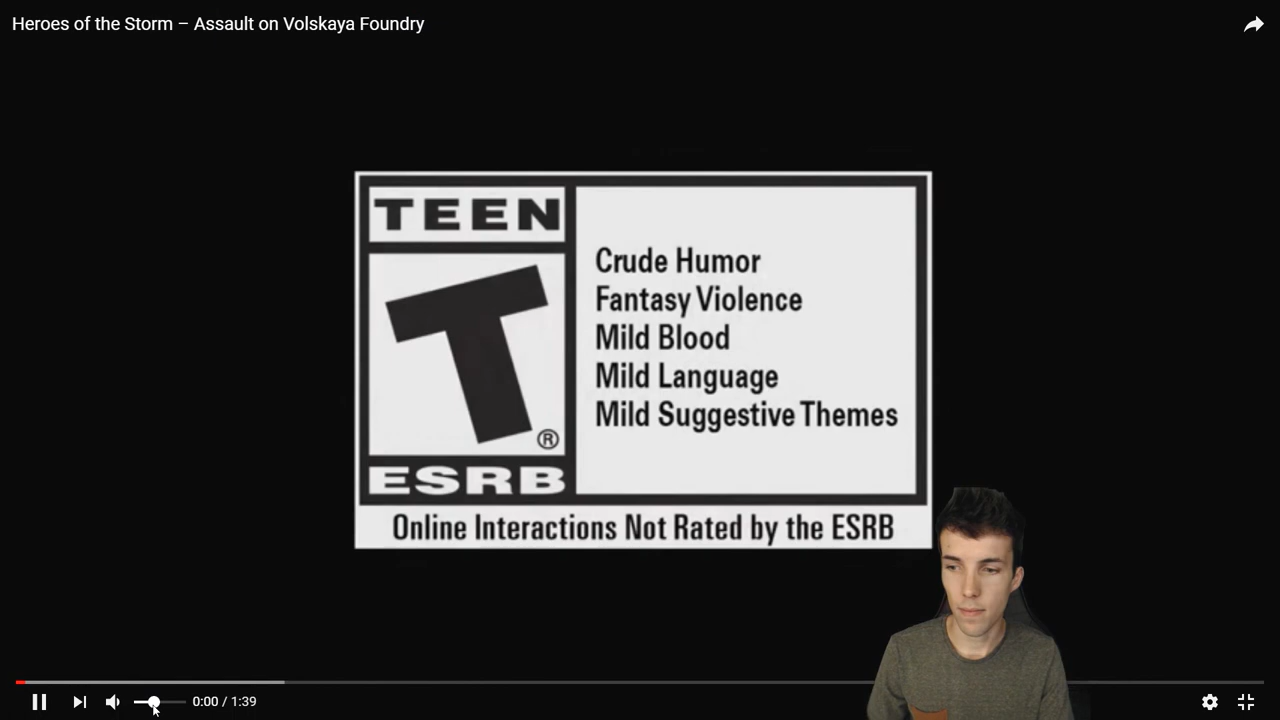 Heroes of the Storm – Assault on Volskaya Foundry
TEEN
T
®
ESRB
Crude Humor
Fantasy Violence
Mild Blood
Mild Language
Mild Suggestive Themes
Online Interactions Not Rated by the ESRB
0:00 / 1:39